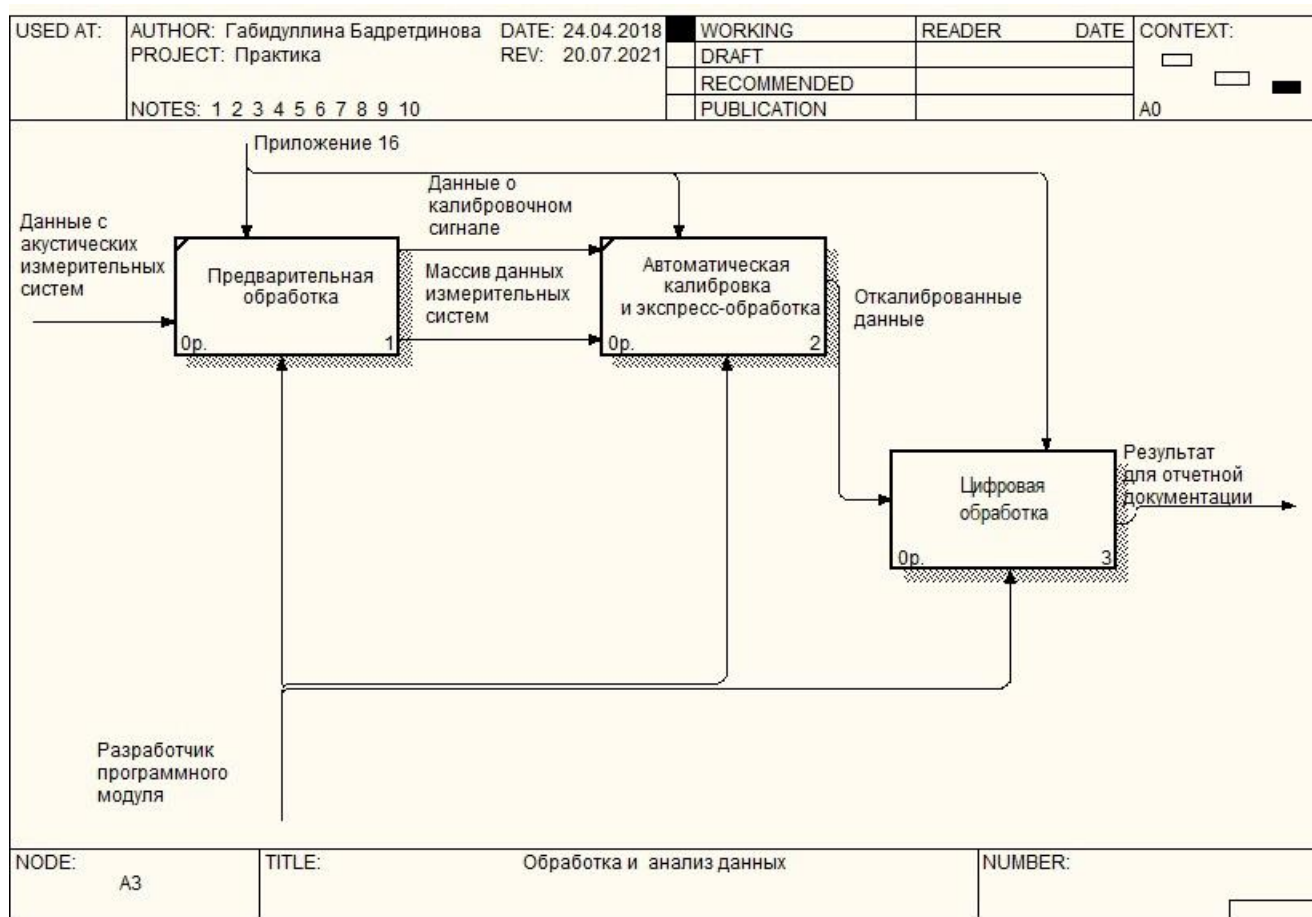 USED AT:
AUTHOR: Габидуллина Бадретдинова
DATE: 24.04.2018
PROJECT: Практика
REV: 20.07.2021
NOTES: 1 2 3 4 5 6 7 8 9 10
WORKING
DRAFT
RECOMMENDED
PUBLICATION
READER
DATE
CONTEXT:
A0
Приложение 16
Данные с
акустических
измерительных
систем
Предварительная
обработка
0р.
1
Данные о
калибровочном
сигнале
Массив данных
измерительных
систем
Автоматическая
калибровка
и экспресс-обработка
0р.
2
Откалиброванные
данные
Цифровая
обработка
0р.
3
Результат
для отчетной
документации
Разработчик
программного
модуля
NODE:
A3
TITLE:
Обработка и анализ данных
NUMBER: